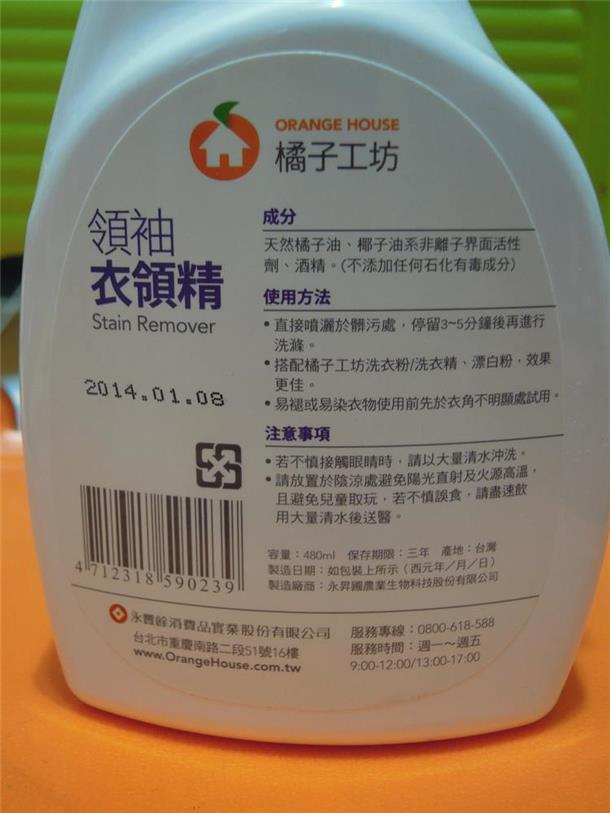 ORANGE HOUSE
橘子工坊
領袖
衣領精
Stain Remover
2014.01.08
成分
天然橘子油、椰子油系非離子界面活性
劑、酒精。(不添加任何石化有毒成分)
使用方法
•直接噴灑於髒污處，停留3~5分鐘後再進行
洗滌。
•搭配橘子工坊洗衣粉/洗衣精、漂白粉，效果
更佳。
•易褪或易染衣物使用前先於衣角不明顯處試用。
注意事項
•若不慎接觸眼睛時，請以大量清水沖洗。
•請放置於陰涼處避免陽光直射及火源高溫，
且避免兒童取玩，若不慎誤食，請盡速飲
用大量清水後送醫。
容量：480ml 保存期限：三年 產地：台灣
製造日期：如包裝上所示（西元年／月／日）
製造廠商：永昇國農業生物科技股份有限公司
4 712318 590239
永豐餘消費品實業股份有限公司
台北市重慶南路二段51號16樓
www.OrangeHouse.com.tw
服務專線：0800-618-588
服務時間：週一～週五
9:00-12:00/13:00-17:00